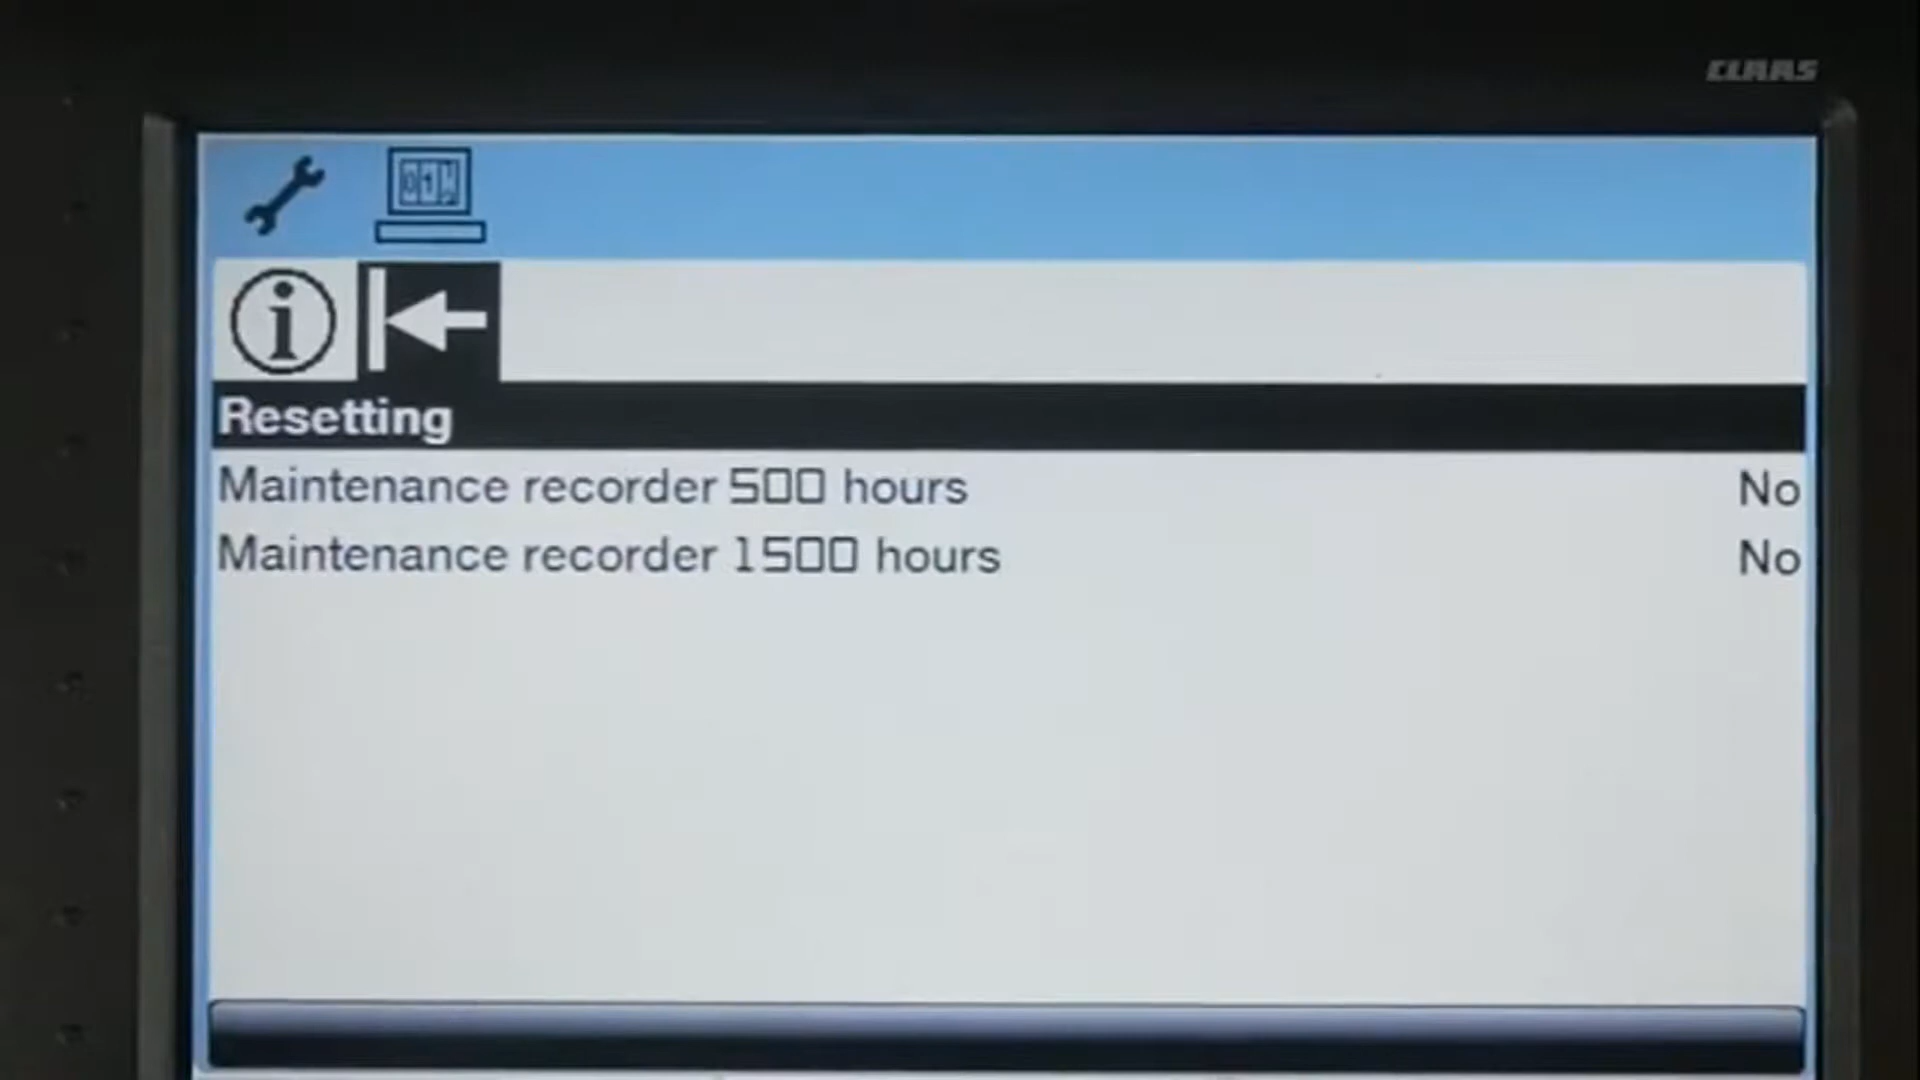 CLAAS
Resetting
Maintenance recorder 500 hours No
Maintenance recorder 1500 hours No